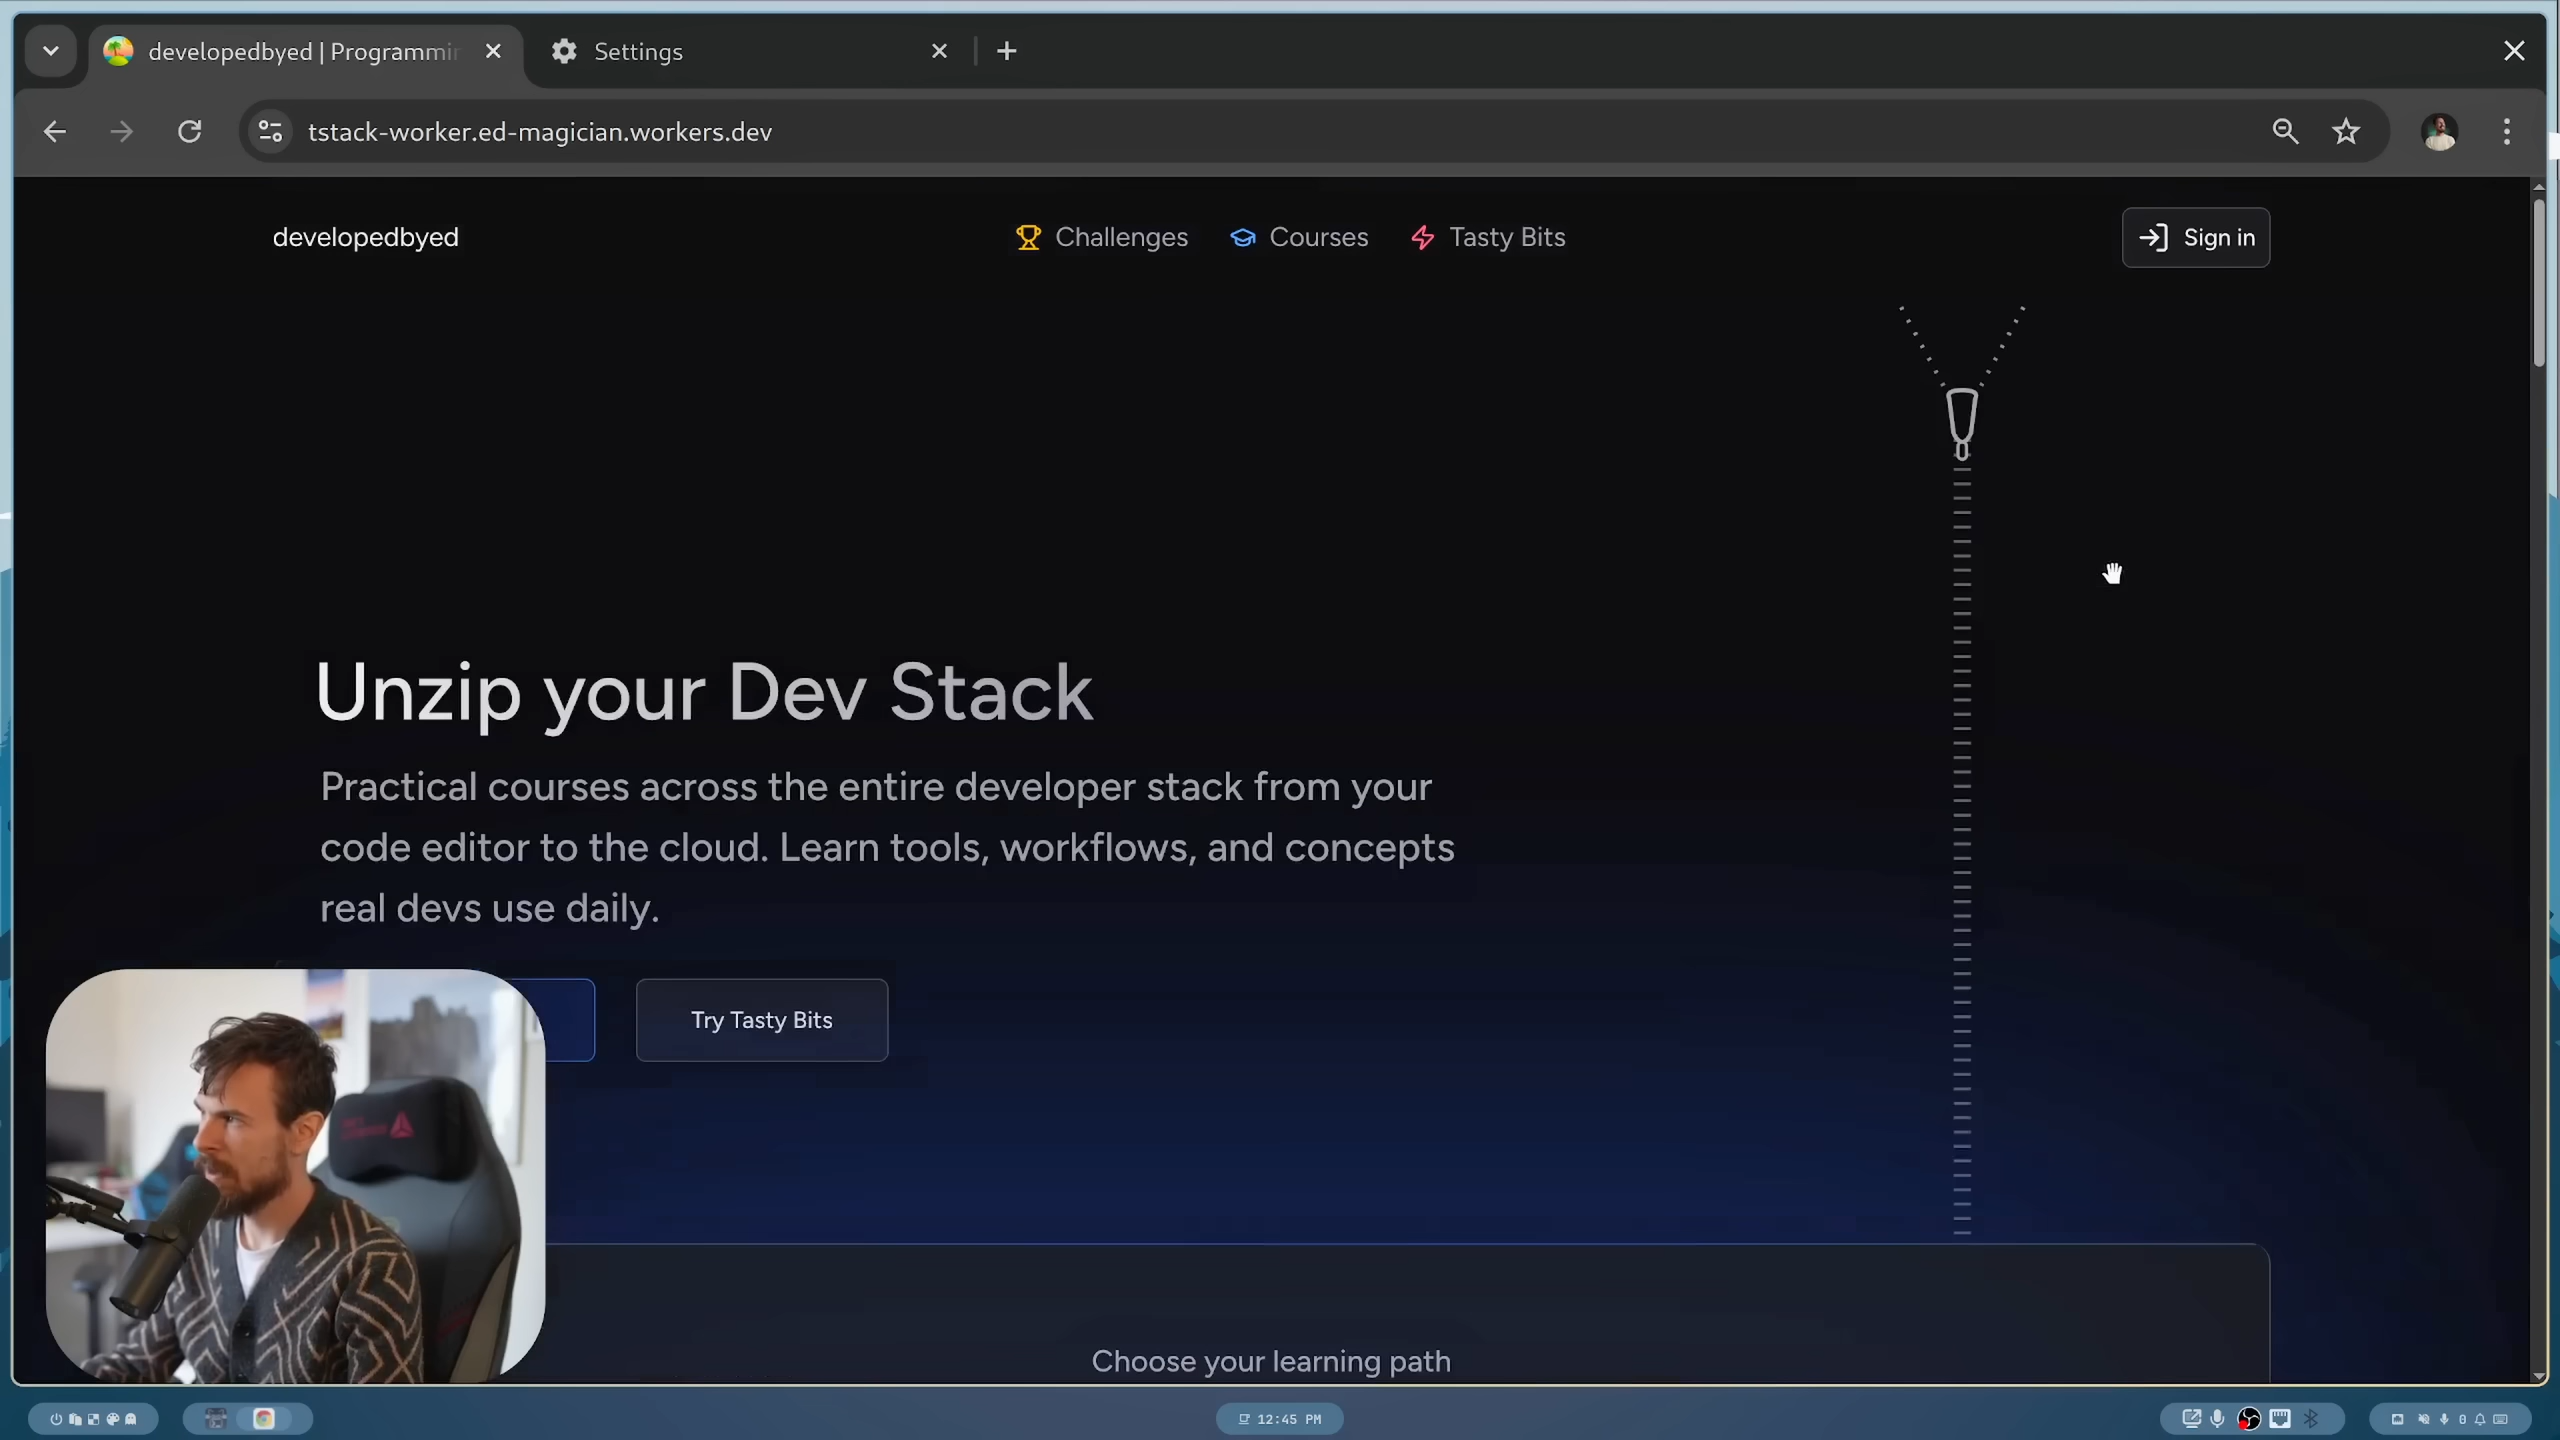 developedbyed | Programmin
Settings
tstack-worker.ed-magician.workers.dev
developedbyed
Challenges
Courses
Tasty Bits
Sign in
Unzip your Dev Stack
Practical courses across the entire developer stack from your
code editor to the cloud. Learn tools, workflows, and concepts
real devs use daily.
Try Tasty Bits
Choose your learning path
12:45 PM
0